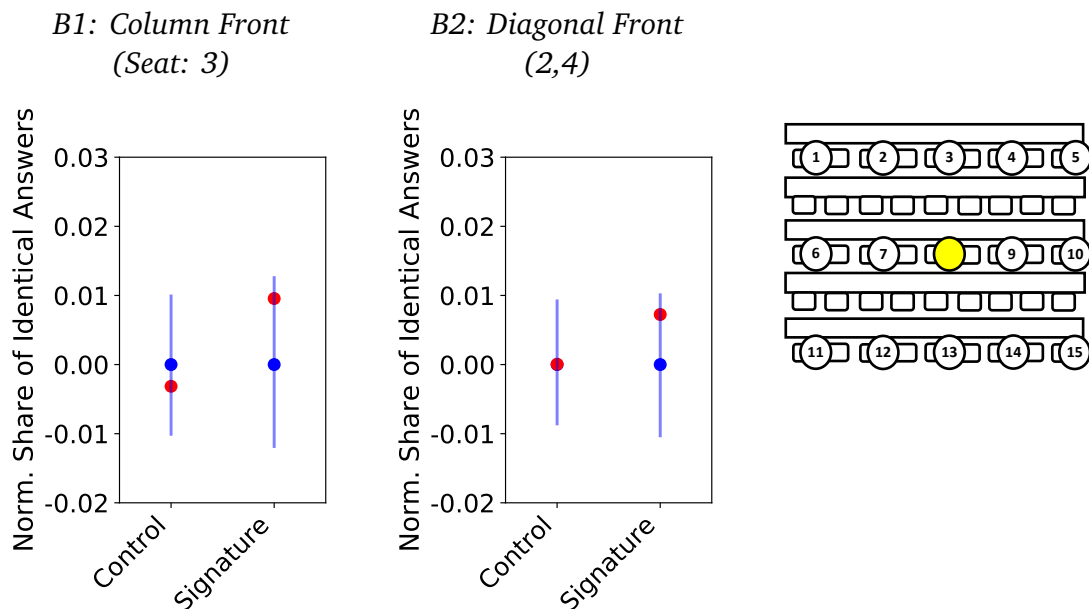 B1: Column Front
(Seat: 3)
Norm. Share of Identical Answers
0.03
0.02
0.01
0.00
-0.01
-0.02
Control
Signature
B2: Diagonal Front
(2,4)
Norm. Share of Identical Answers
0.03
0.02
0.01
0.00
-0.01
-0.02
Control
Signature
1 2 3 4 5
6 7 9 10
11 12 13 14 15